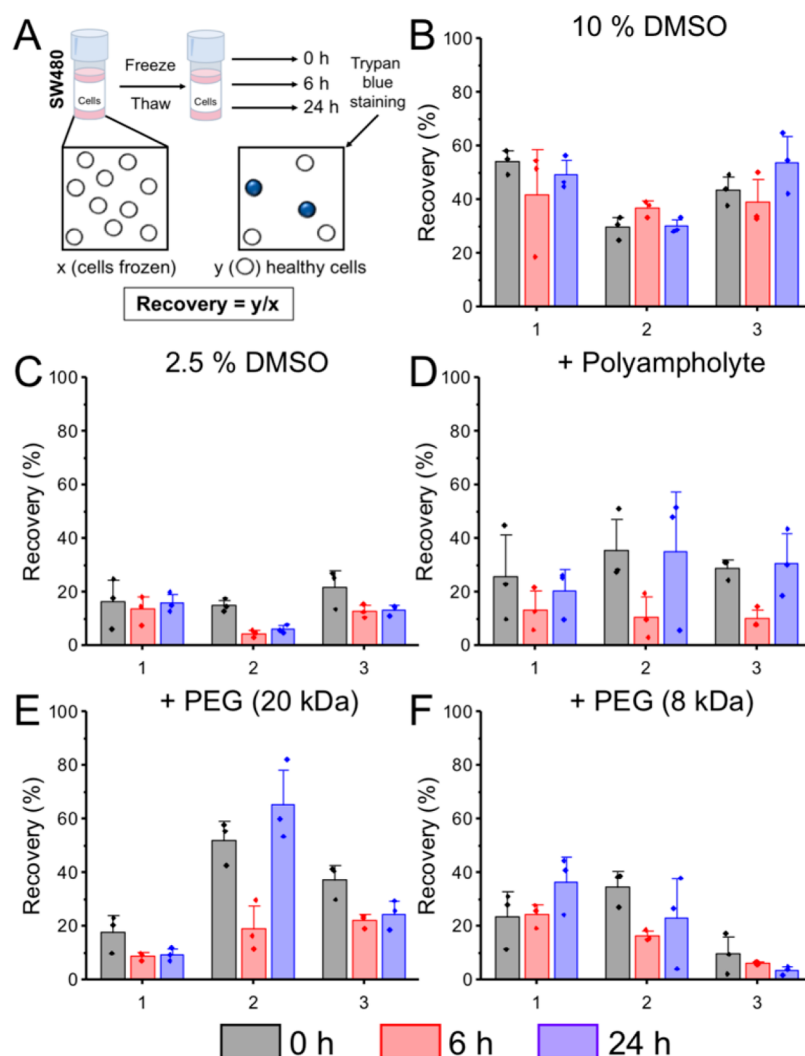 A
SW480
Cells
Freeze
Thaw
Cells
0 h
6 h
24 h
Trypan
blue
staining
x (cells frozen)
y (O) healthy cells
Recovery = y/x
B
10 % DMSO
Recovery (%)
100
80
60
40
20
0
1
2
3
C
2.5 % DMSO
Recovery (%)
100
80
60
40
20
0
1
2
3
D
+ Polyampholyte
Recovery (%)
100
80
60
40
20
0
1
2
3
E
+ PEG (20 kDa)
Recovery (%)
100
80
60
40
20
0
1
2
3
F
+ PEG (8 kDa)
Recovery (%)
100
80
60
40
20
0
1
2
3
0 h
6 h
24 h